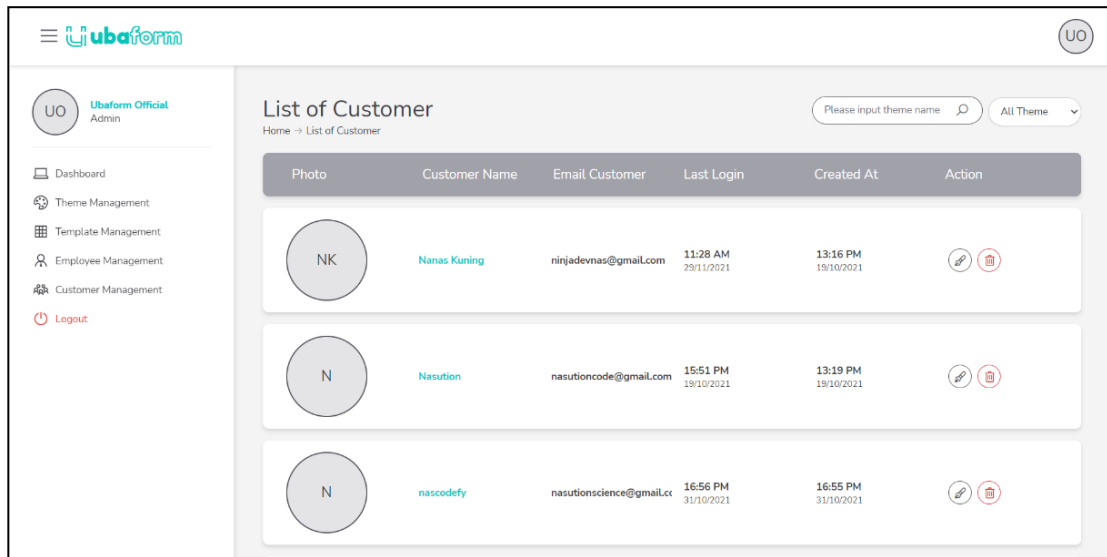 ubaform
UO
UO
Ubaform Official
Admin
Dashboard
Theme Management
Template Management
Employee Management
Customer Management
Logout
List of Customer
Home → List of Customer
Please input theme name
All Theme
Photo Customer Name Email Customer Last Login Created At Action
NK Nanas Kuning ninjadevnas@gmail.com 11:28 AM 13:16 PM
29/11/2021 19/10/2021
N Nasution nasutioncode@gmail.com 15:51 PM 13:19 PM
19/10/2021 19/10/2021
N nascodefy nasutionscience@gmail.cc 16:56 PM 16:55 PM
31/10/2021 31/10/2021